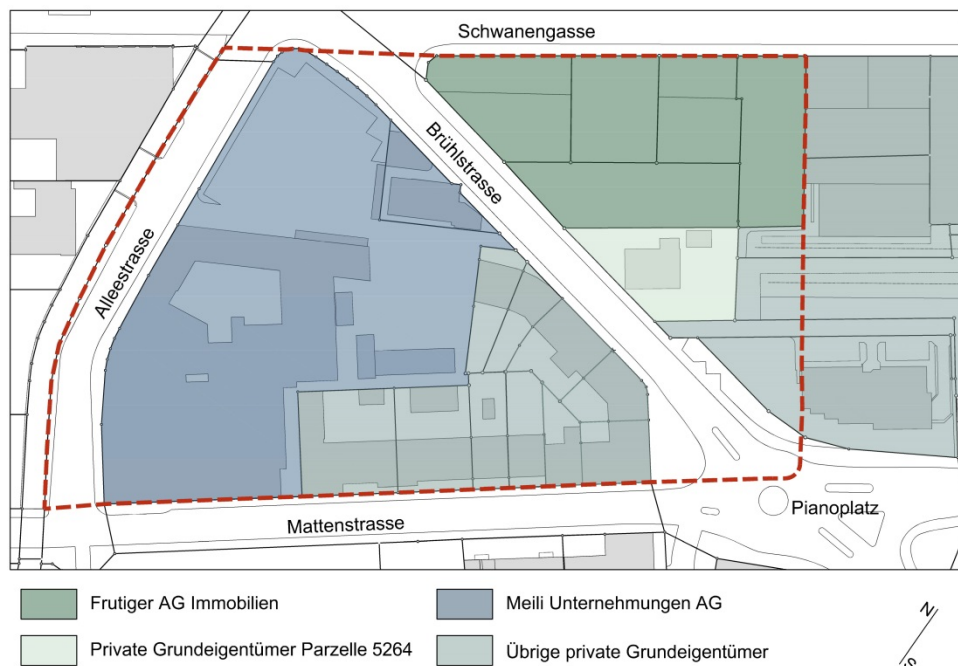 Schwanengasse
Brühlstrasse
Alleestrasse
Mattenstrasse
Pianoplatz
Frutiger AG Immobilien
Meili Unternehmungen AG
Private Grundeigentümer Parzelle 5264
Übrige private Grundeigentümer
N
S